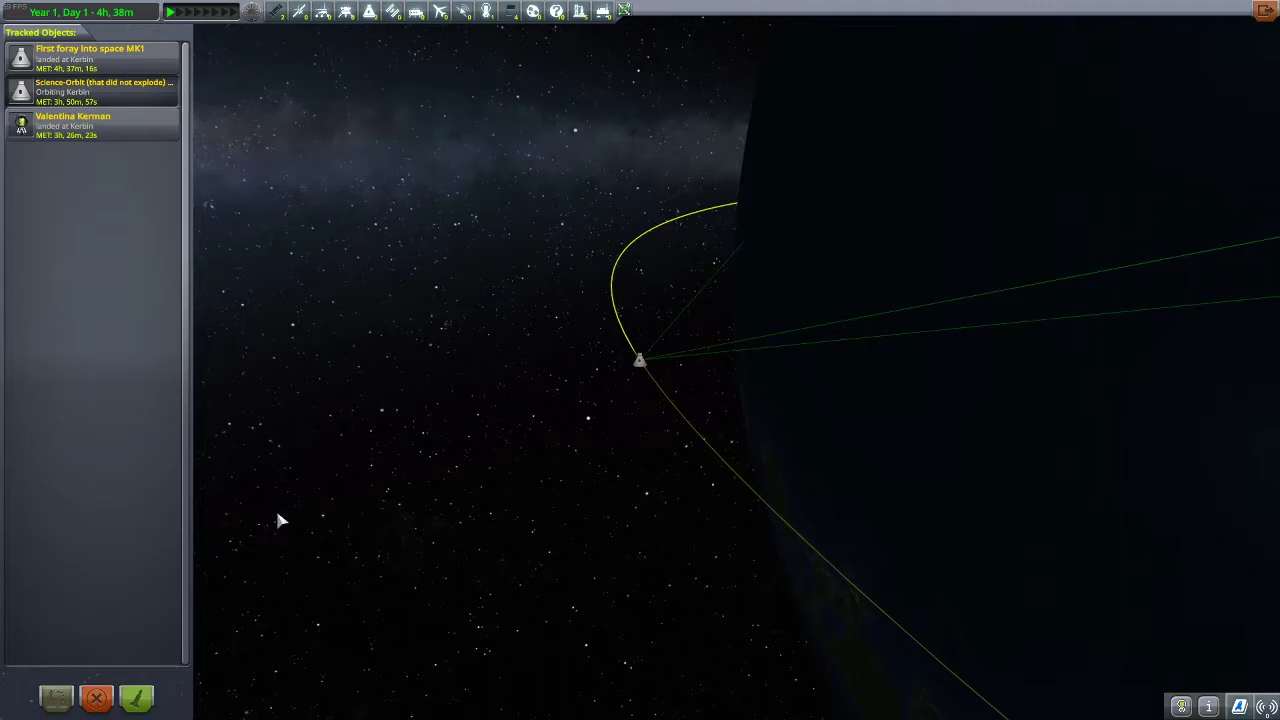 Year 1, Day 1 - 4h, 38m
Tracked Objects:
First foray into space MK1
landed at Kerbin
MET: 4h, 37m, 16s
Science-Orbit (that did not explode) ...
Orbiting Kerbin
MET: 3h, 50m, 57s
Valentina Kerman
landed at Kerbin
MET: 3h, 26m, 23s